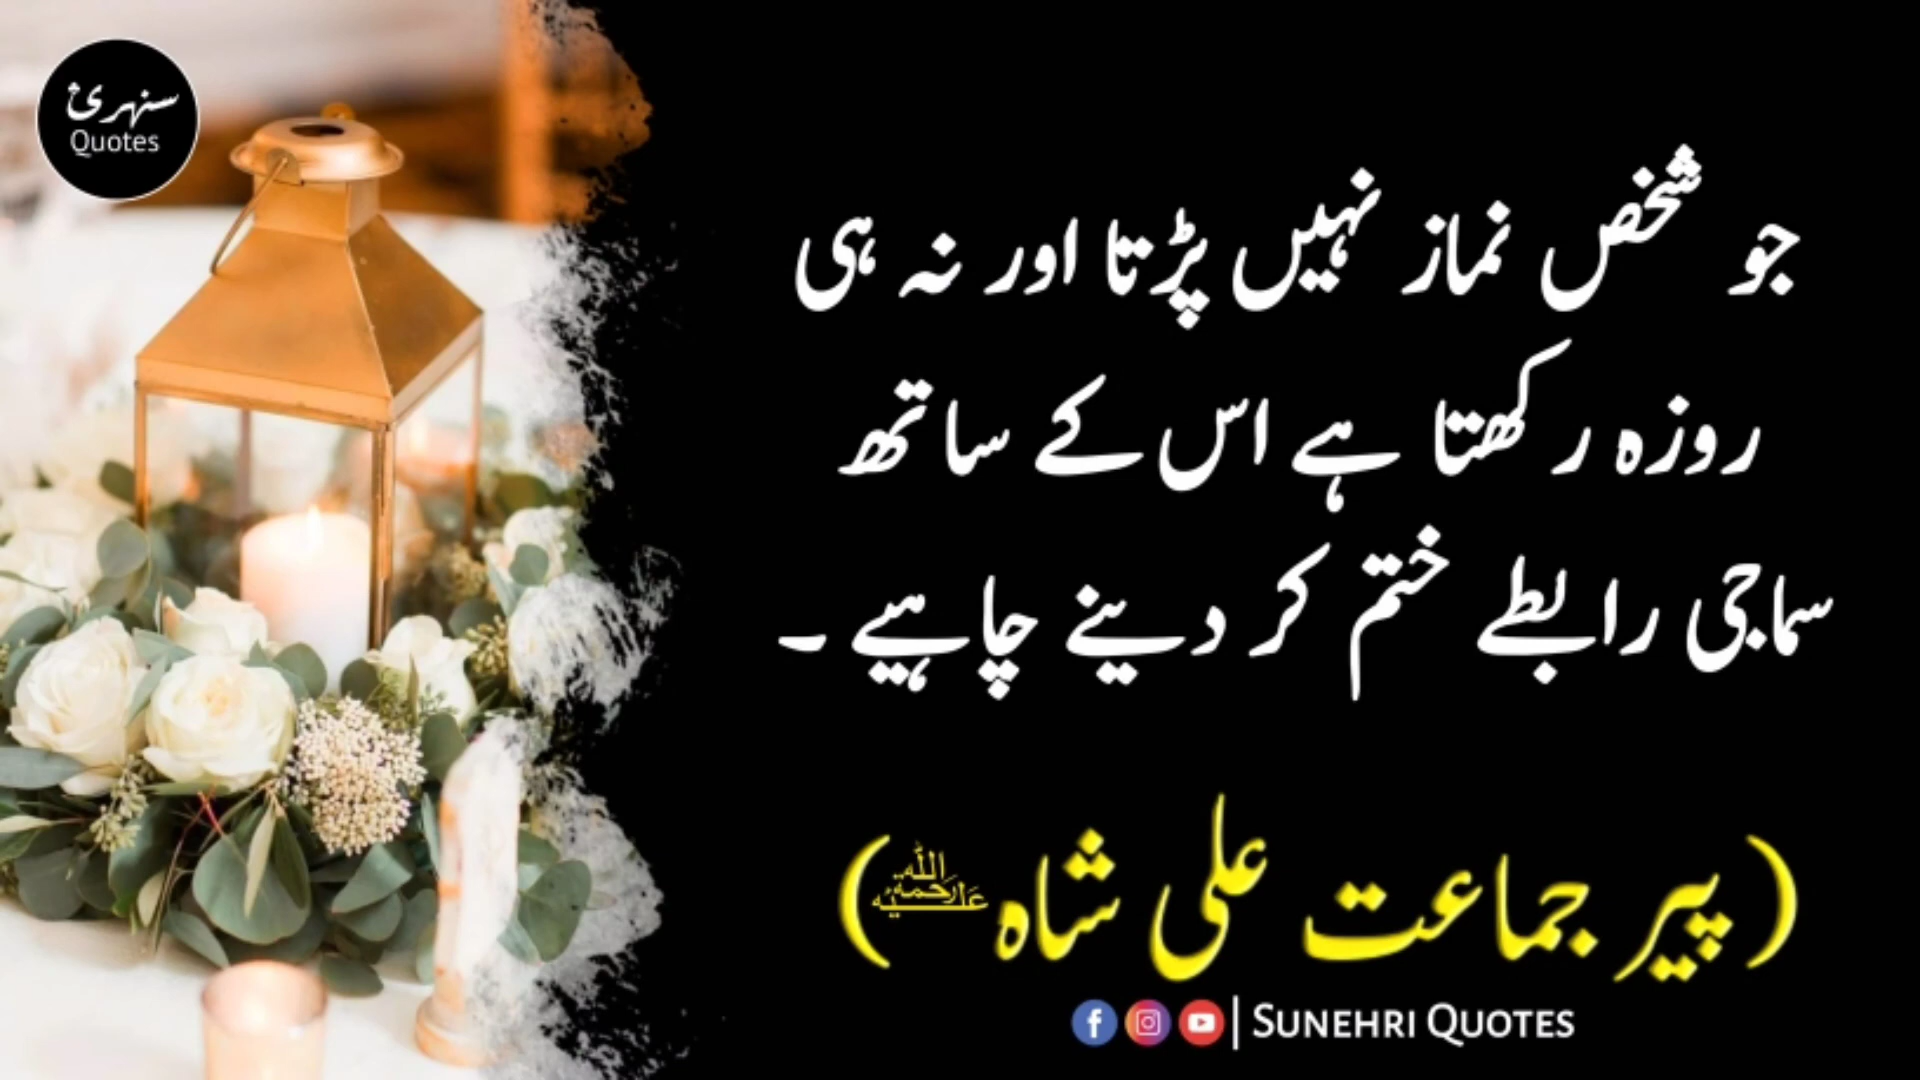 سنہری
Quotes
جو شخص نماز نہیں پڑتا اور نہ ہی
روزہ رکھتا ہے اس کے ساتھ
سماجی رابطے ختم کر دینے چاہیے ۔
( پیر جماعت علی شاہ رحمۃ اللہ علیہ)
| SUNEHRI QUOTES